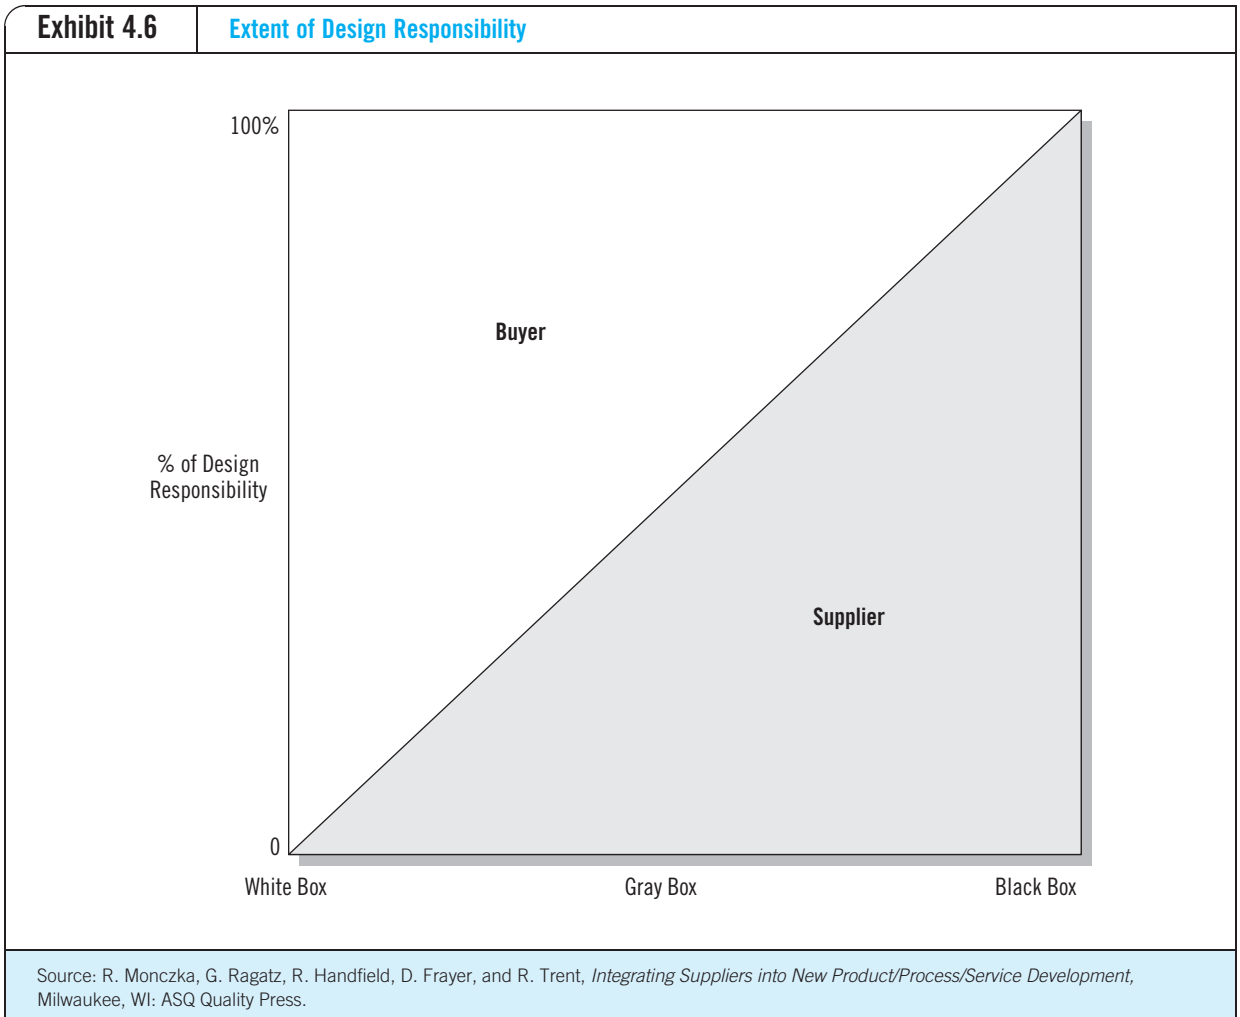 Exhibit 4.6
Extent of Design Responsibility
100%
Buyer
% of Design
Responsibility
Supplier
0
White Box
Gray Box
Black Box
Source: R. Monczka, G. Ragatz, R. Handfield, D. Frayer, and R. Trent, Integrating Suppliers into New Product/Process/Service Development,
Milwaukee, WI: ASQ Quality Press.